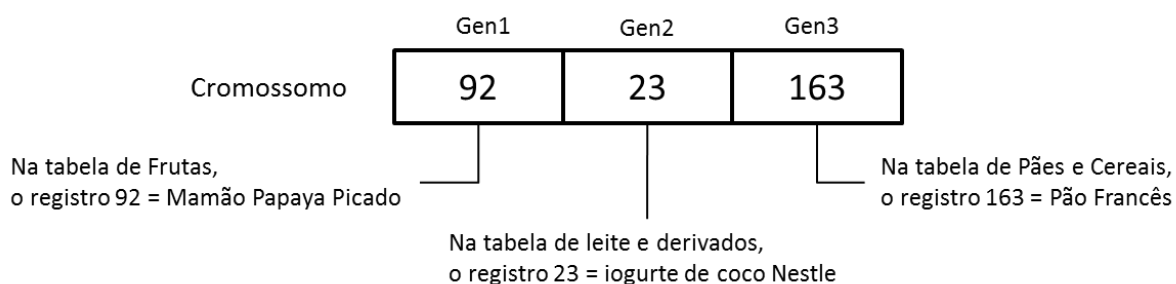 Gen1 Gen2 Gen3
Cromossomo 92 23 163
Na tabela de Frutas,
o registro 92 = Mamão Papaya Picado
Na tabela de Pães e Cereais,
o registro 163 = Pão Francês
Na tabela de leite e derivados,
o registro 23 = iogurte de coco Nestle